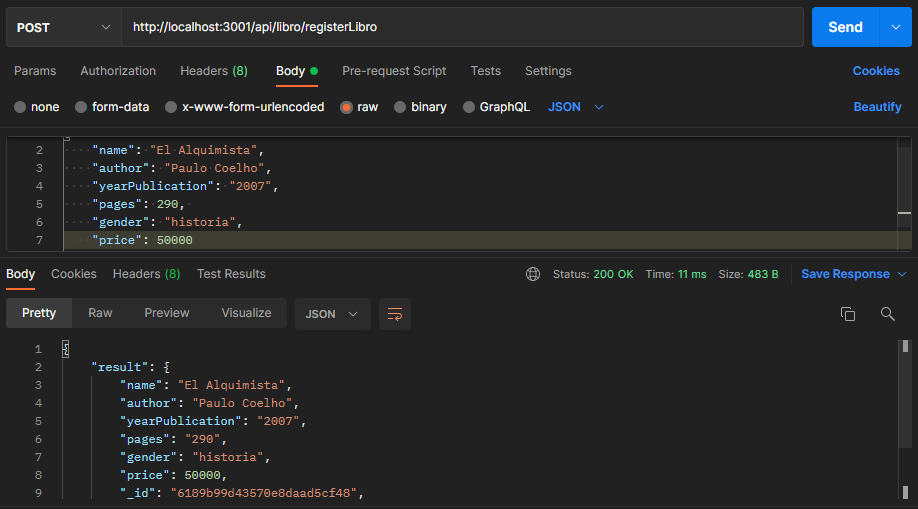 POST http://localhost:3001/api/libro/registerLibro Send
Params Authorization Headers (8) Body Pre-request Script Tests Settings Cookies
none form-data x-www-form-urlencoded raw binary GraphQL JSON Beautify
2 "name": "El Alquimista",
3 "author": "Paulo Coelho",
4 "yearPublication": "2007",
5 "pages": 290,
6 "gender": "historia",
7 "price": 50000
Body Cookies Headers (8) Test Results Status: 200 OK Time: 11 ms Size: 483 B Save Response
Pretty Raw Preview Visualize JSON
1 {
2 "result": {
3 "name": "El Alquimista",
4 "author": "Paulo Coelho",
5 "yearPublication": "2007",
6 "pages": "290",
7 "gender": "historia",
8 "price": 50000,
9 "_id": "6189b99d43570e8daad5cf48",